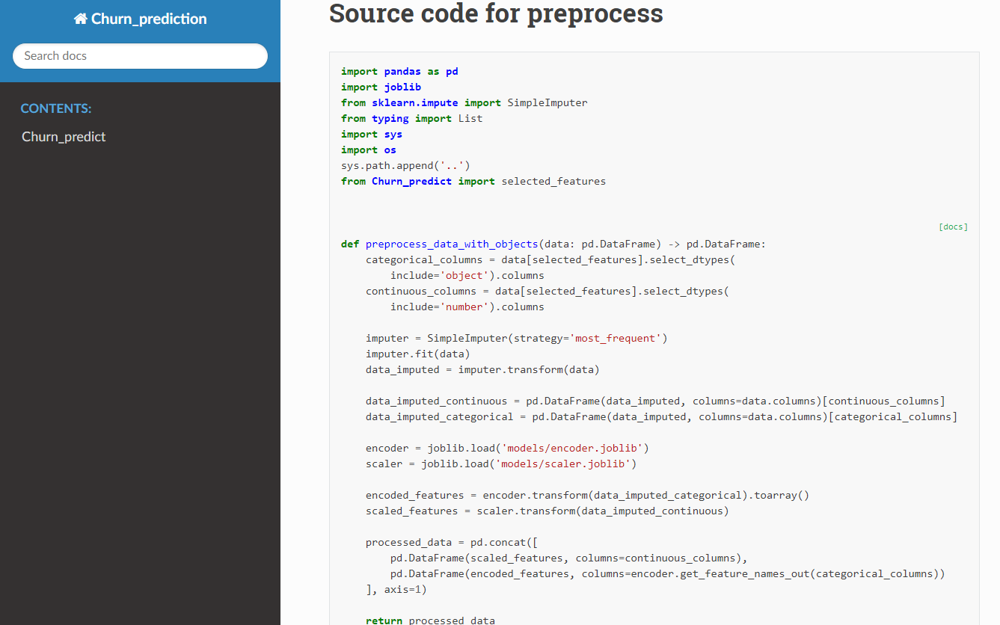 Churn_prediction
Search docs
CONTENTS:
Churn_predict
Source code for preprocess
import pandas as pd
import joblib
from sklearn.impute import SimpleImputer
from typing import List
import sys
import os
sys.path.append('..')
from Churn_predict import selected_features
[docs]
def preprocess_data_with_objects(data: pd.DataFrame) -> pd.DataFrame:
    categorical_columns = data[selected_features].select_dtypes(
        include='object').columns
    continuous_columns = data[selected_features].select_dtypes(
        include='number').columns
    imputer = SimpleImputer(strategy='most_frequent')
    imputer.fit(data)
    data_imputed = imputer.transform(data)
    data_imputed_continuous = pd.DataFrame(data_imputed, columns=data.columns)[continuous_columns]
    data_imputed_categorical = pd.DataFrame(data_imputed, columns=data.columns)[categorical_columns]
    encoder = joblib.load('models/encoder.joblib')
    scaler = joblib.load('models/scaler.joblib')
    encoded_features = encoder.transform(data_imputed_categorical).toarray()
    scaled_features = scaler.transform(data_imputed_continuous)
    processed_data = pd.concat([
        pd.DataFrame(scaled_features, columns=continuous_columns),
        pd.DataFrame(encoded_features, columns=encoder.get_feature_names_out(categorical_columns))
    ], axis=1)
    return processed_data